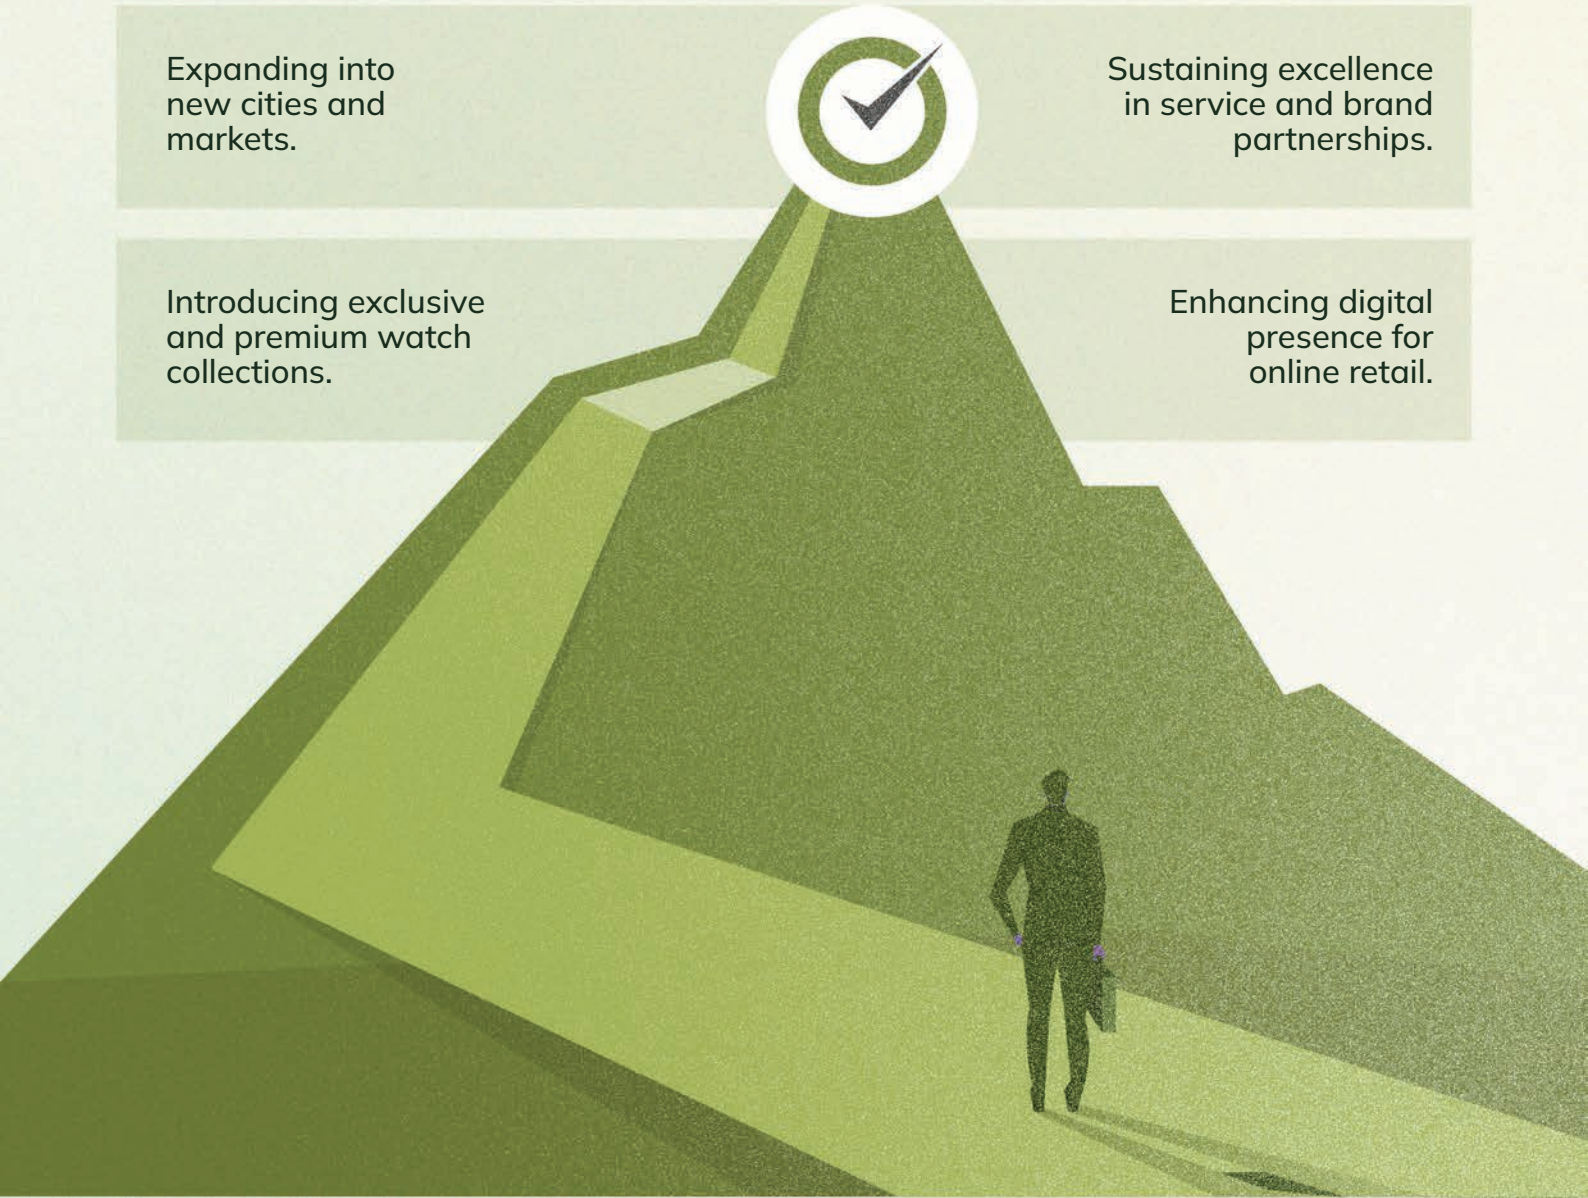 Expanding into
new cities and
markets.
Sustaining excellence
in service and brand
partnerships.
Introducing exclusive
and premium watch
collections.
Enhancing digital
presence for
online retail.